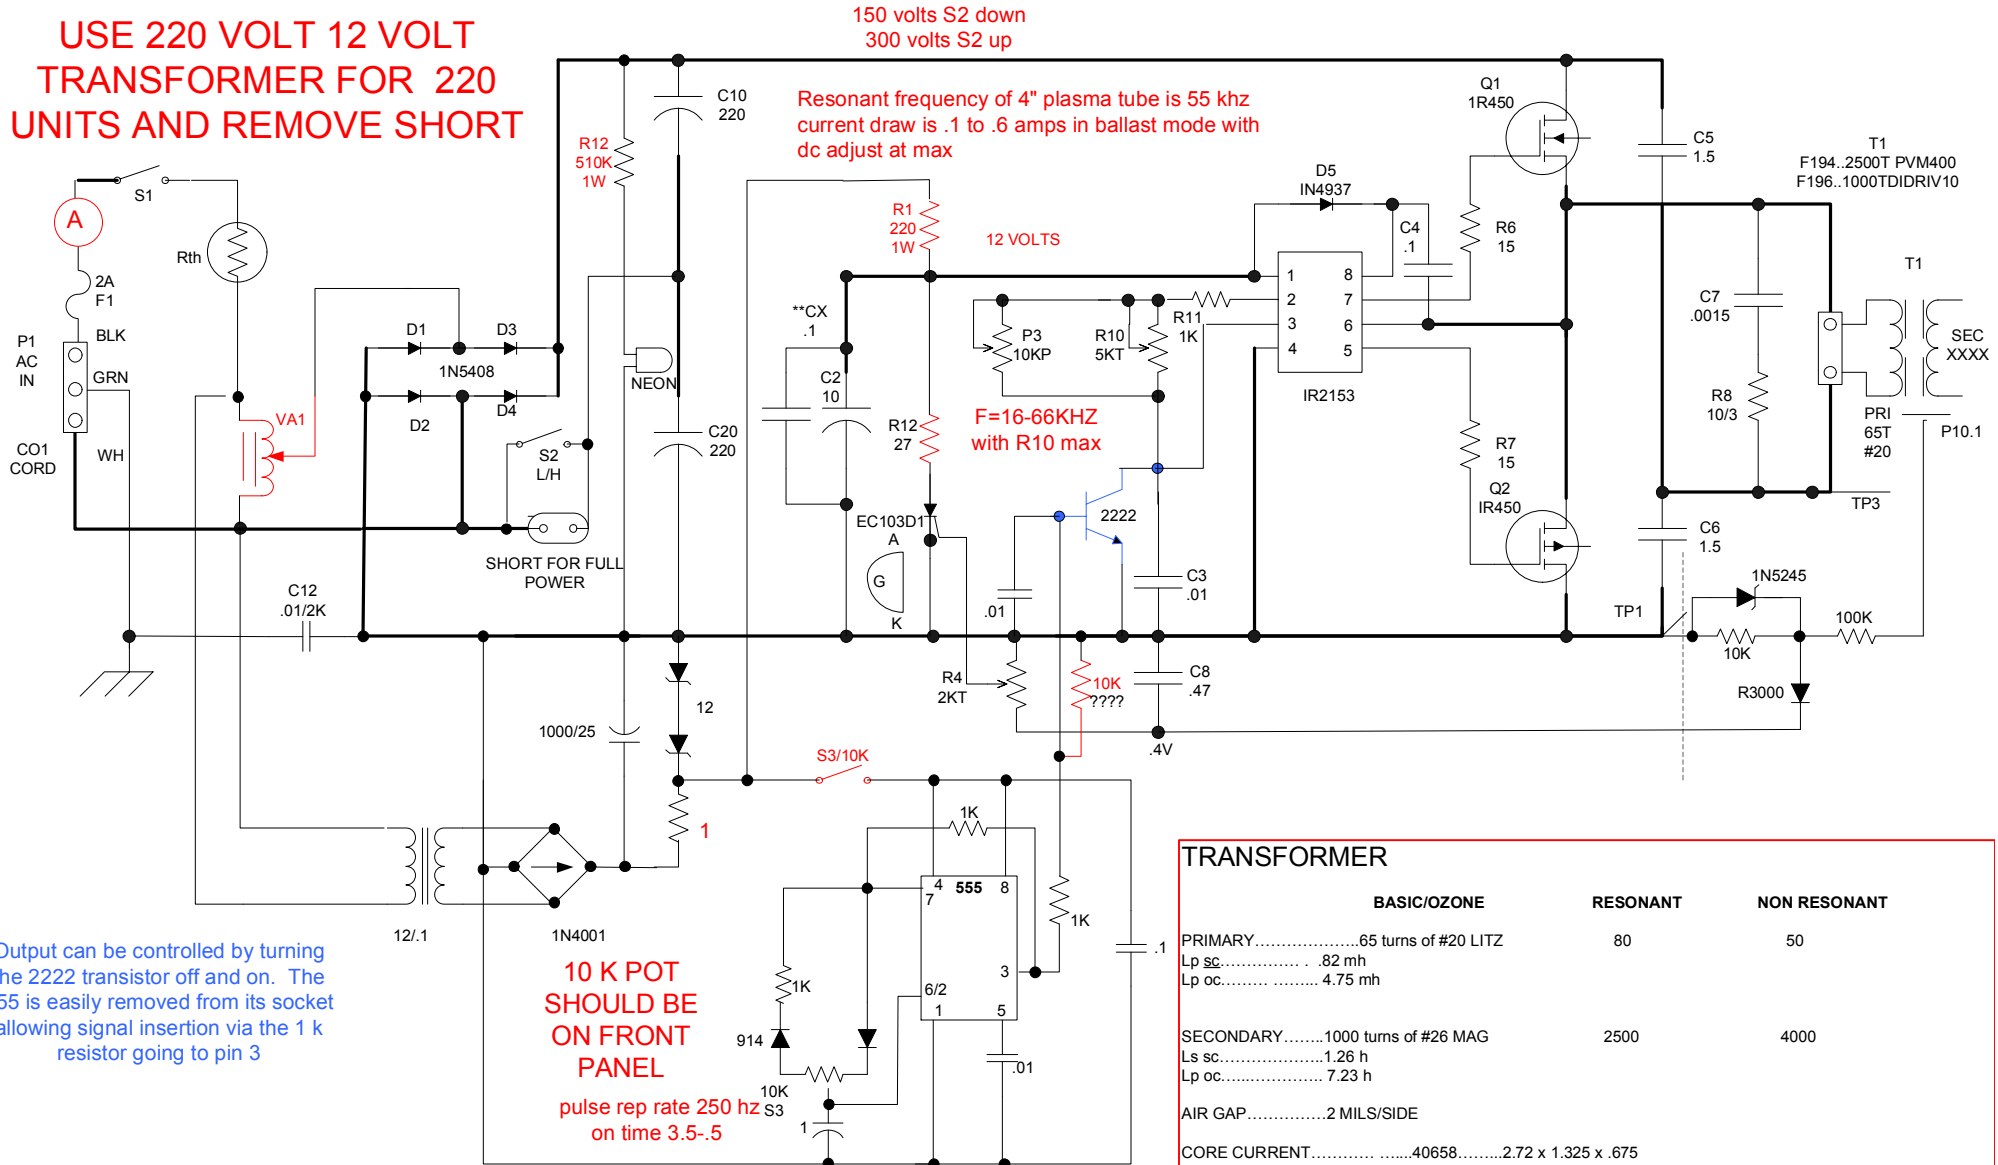 USE 220 VOLT 12 VOLT
TRANSFORMER FOR 220
UNITS AND REMOVE SHORT
150 volts S2 down
300 volts S2 up
Resonant frequency of 4" plasma tube is 55 khz
current draw is .1 to .6 amps in ballast mode with
dc adjust at max
A
S1
Rth
2A
F1
P1
AC
IN
BLK
GRN
WH
CO1
CORD
VA1
D1
D3
1N5408
D2
D4
S2
L/H
SHORT FOR FULL
POWER
C12
.01/2K
R12
510K
1W
NEON
C10
220
C20
220
R1
220
1W
12 VOLTS
**CX
.1
C2
10
R12
27
EC103D1
A
G
K
P3
10KP
R10
5KT
R11
1K
F=16-66KHZ
with R10 max
2222
.01
C3
.01
R4
2KT
10K
????
C8
.47
.4V
D5
IN4937
C4
.1
1
2
3
4
8
7
6
5
IR2153
Q1
1R450
R6
15
R7
15
Q2
IR450
C5
1.5
C6
1.5
C7
.0015
R8
10/3
T1
F194..2500T PVM400
F196..1000TDIDRIV10
T1
SEC
XXXX
PRI
65T
#20
P10.1
TP3
TP1
1N5245
10K
100K
R3000
12
1000/25
1
S3/10K
12/.1
1N4001
1K
4
555
8
7
3
6/2
1
5
1K
1K
914
10K
S3
1
.01
.1
Output can be controlled by turning
he 2222 transistor off and on. The
55 is easily removed from its socket
allowing signal insertion via the 1 k
resistor going to pin 3
10 K POT
SHOULD BE
ON FRONT
PANEL
pulse rep rate 250 hz
on time 3.5-.5
TRANSFORMER
BASIC/OZONE RESONANT NON RESONANT
PRIMARY....................65 turns of #20 LITZ 80 50
Lp sc............... . .82 mh
Lp oc......... ......... 4.75 mh
SECONDARY........1000 turns of #26 MAG 2500 4000
Ls sc...................1.26 h
Lp oc................... 7.23 h
AIR GAP...............2 MILS/SIDE
CORE CURRENT............ .......40658.........2.72 x 1.325 x .675